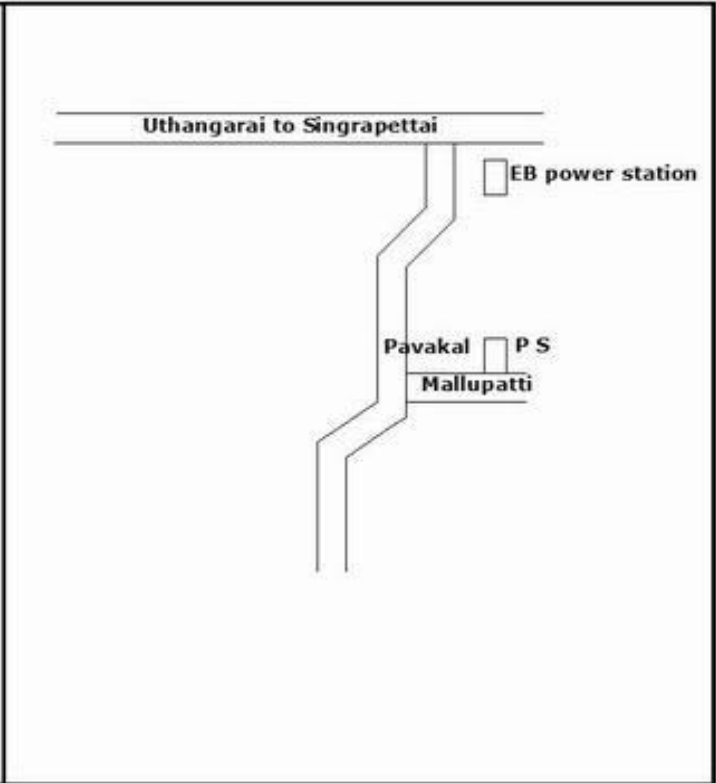 Uthangarai to Singrapettai
EB power station
Pavakal
P S
Mallupatti